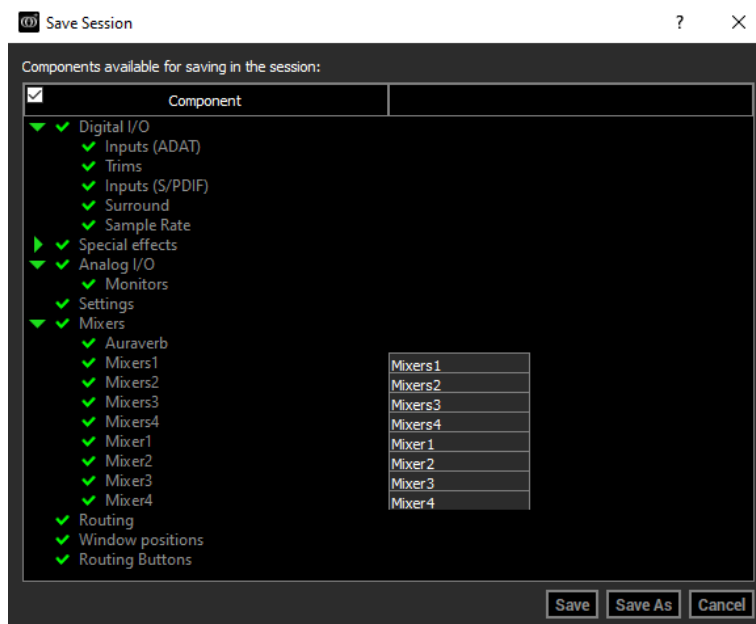 Save Session
?
Components available for saving in the session:
Component
Digital I/O
Inputs (ADAT)
Trims
Inputs (S/PDIF)
Surround
Sample Rate
Special effects
Analog I/O
Monitors
Settings
Mixers
Auraverb
Mixers1 Mixers1
Mixers2 Mixers2
Mixers3 Mixers3
Mixers4 Mixers4
Mixer1 Mixer1
Mixer2 Mixer2
Mixer3 Mixer3
Mixer4 Mixer4
Routing
Window positions
Routing Buttons
Save Save As Cancel